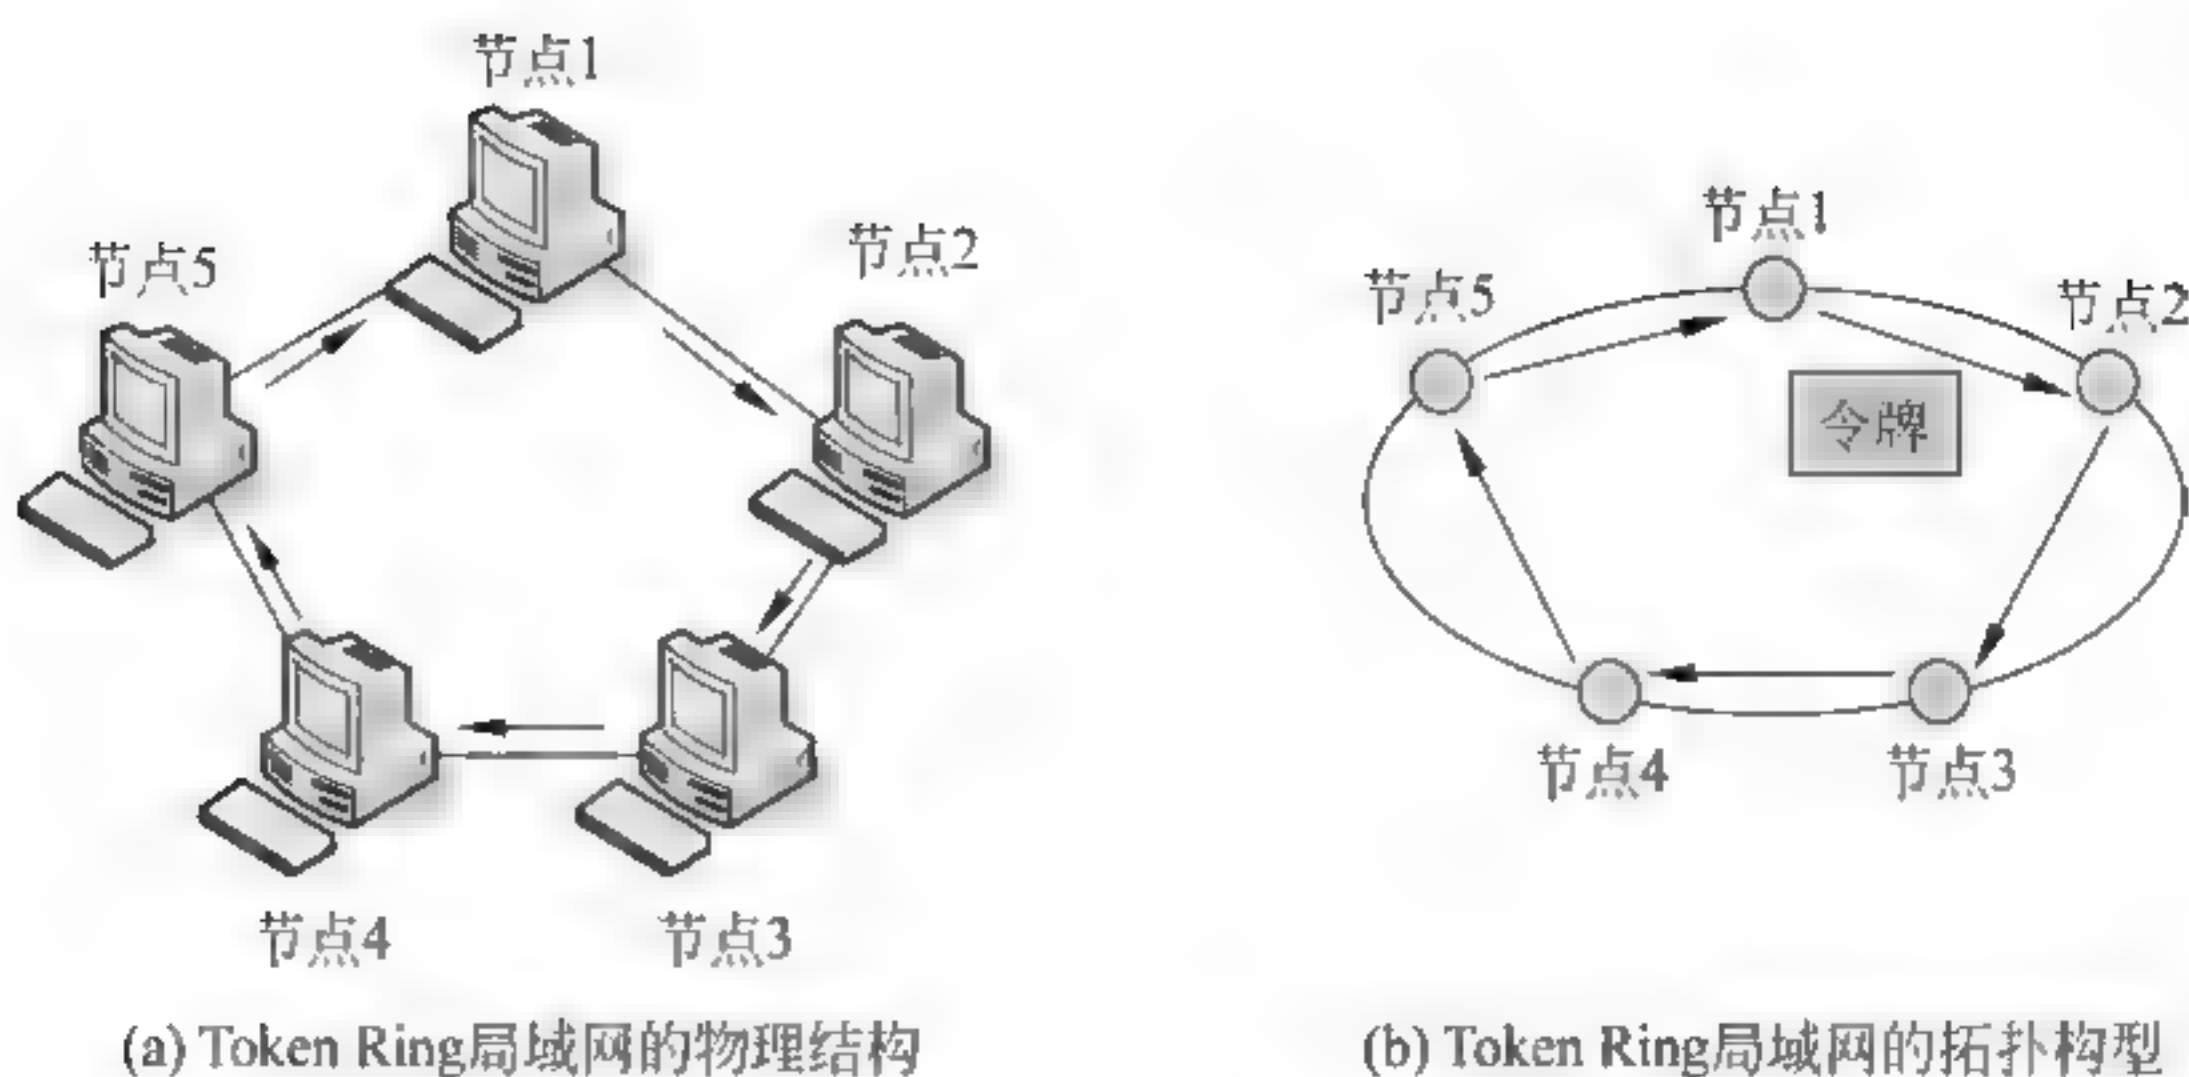 节点1
节点5
节点2
节点4
节点3
(a) Token Ring局域网的物理结构
节点1
节点5
节点2
令牌
节点4
节点3
(b) Token Ring局域网的拓扑构型